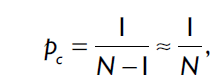 p_c = 1/(N – 1) ≈ 1/N,